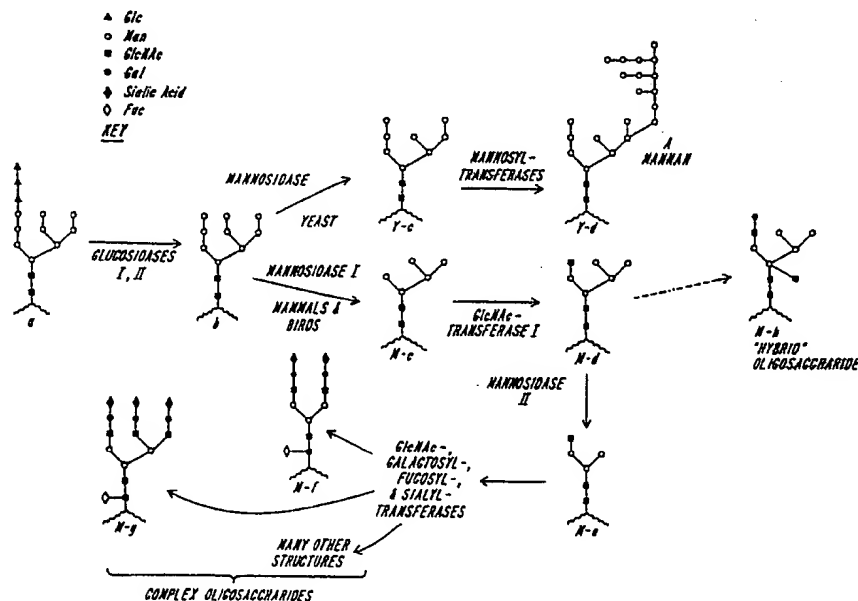 Glc
Man
GlcNAc
Gal
Sialic Acid
Fuc
KEY
a
GLUCOSIDASES
I, II
b
MANNOSIDASE
YEAST
Y-c
MANNOSYL-
TRANSFERASES
Y-d
A
MANNAN
MANNOSIDASE I
MAMMALS &
BIRDS
M-c
GlcNAc-
TRANSFERASE I
M-d
M-h
"HYBRID"
OLIGOSACCHARIDE
MANNOSIDASE
II
M-e
GlcNAc-,
GALACTOSYL-,
FUCOSYL-,
& SIALYL-
TRANSFERASES
M-f
M-g
MANY OTHER
STRUCTURES
COMPLEX OLIGOSACCHARIDES